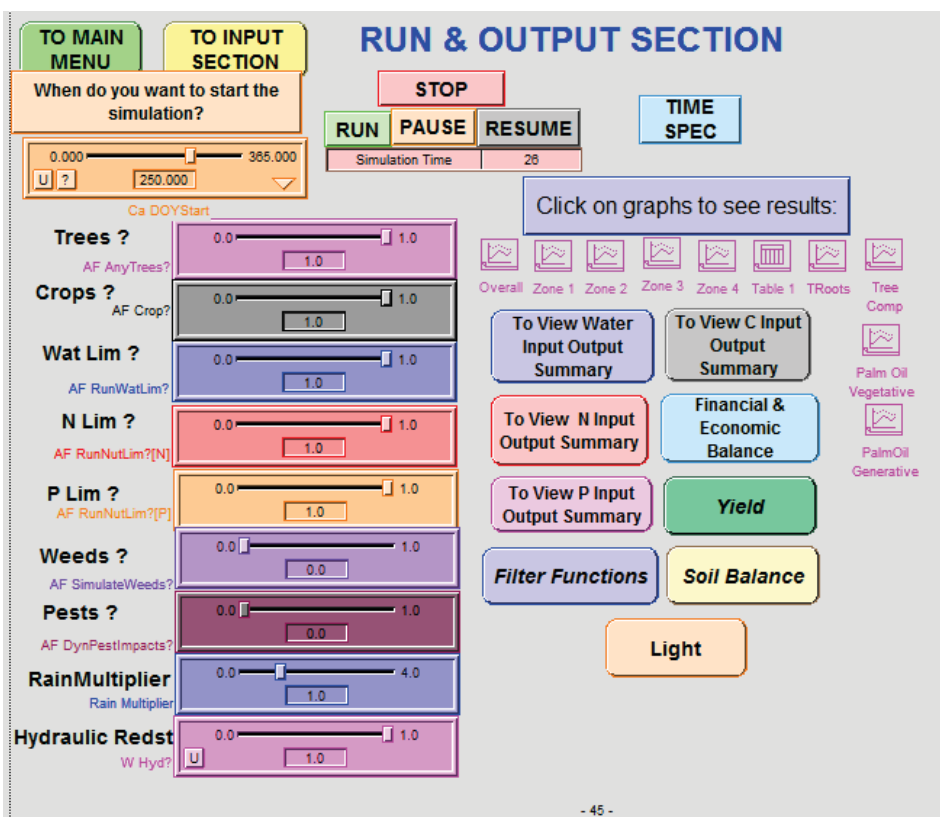 TO MAIN
MENU
TO INPUT
SECTION
RUN & OUTPUT SECTION
When do you want to start the
simulation?
STOP
RUN
PAUSE
RESUME
Simulation Time
26
TIME
SPEC
0.000
365.000
U
?
250.000
Ca DOYStart
Click on graphs to see results:
Trees ?
AF AnyTrees?
0.0
1.0
1.0
Crops ?
AF Crop?
0.0
1.0
1.0
Wat Lim ?
AF RunWatLim?
0.0
1.0
1.0
N Lim ?
AF RunNutLim?[N]
0.0
1.0
1.0
P Lim ?
AF RunNutLim?[P]
0.0
1.0
1.0
Weeds ?
AF SimulateWeeds?
0.0
1.0
0.0
Pests ?
AF DynPestImpacts?
0.0
1.0
0.0
RainMultiplier
Rain Multiplier
0.0
4.0
1.0
Hydraulic Redst
W Hyd?
0.0
1.0
U
1.0
Overall
Zone 1
Zone 2
Zone 3
Zone 4
Table 1
TRoots
Tree
Comp
To View Water
Input Output
Summary
To View C Input
Output
Summary
Palm Oil
Vegetative
To View N Input
Output Summary
Financial &
Economic
Balance
PalmOil
Generative
To View P Input
Output Summary
Yield
Filter Functions
Soil Balance
Light
- 45 -